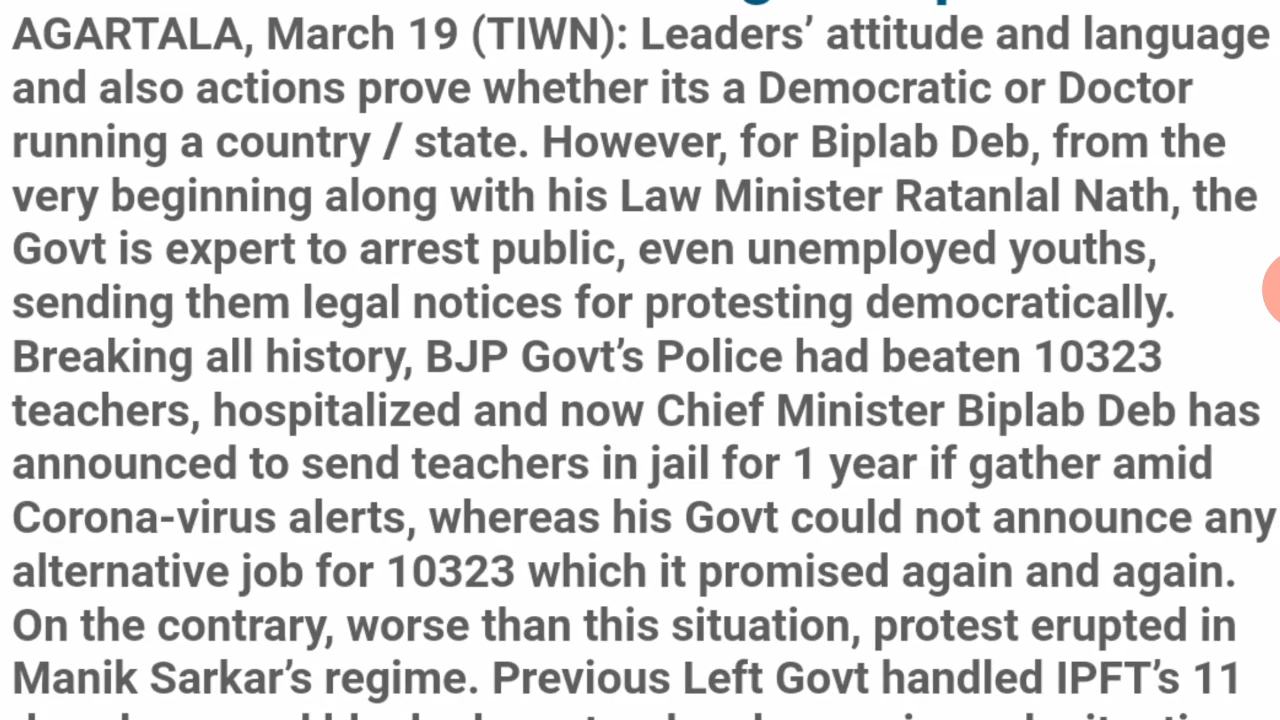 AGARTALA, March 19 (TIWN): Leaders’ attitude and language
and also actions prove whether its a Democratic or Doctor
running a country / state. However, for Biplab Deb, from the
very beginning along with his Law Minister Ratanlal Nath, the
Govt is expert to arrest public, even unemployed youths,
sending them legal notices for protesting democratically.
Breaking all history, BJP Govt’s Police had beaten 10323
teachers, hospitalized and now Chief Minister Biplab Deb has
announced to send teachers in jail for 1 year if gather amid
Corona-virus alerts, whereas his Govt could not announce any
alternative job for 10323 which it promised again and again.
On the contrary, worse than this situation, protest erupted in
Manik Sarkar’s regime. Previous Left Govt handled IPFT’s 11